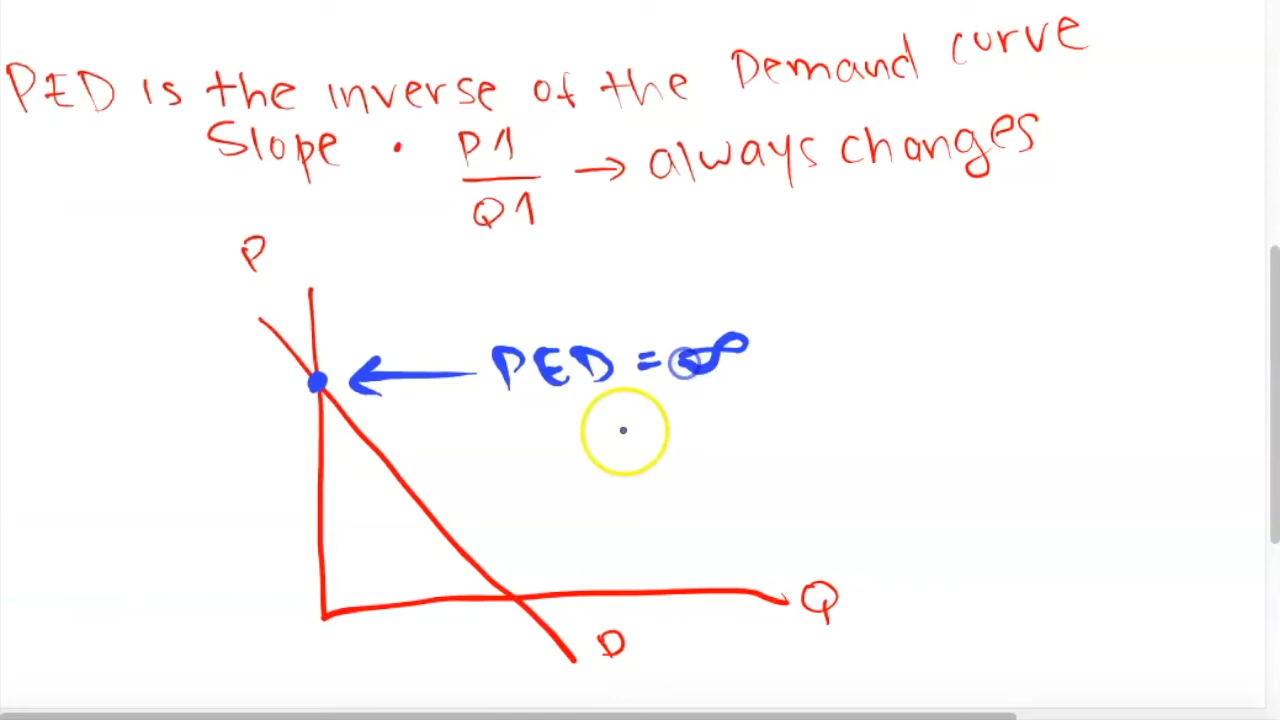 PED is the inverse of the Demand curve
Slope · P1
Q1
→ always changes
P
← PED = ∞
Q
D